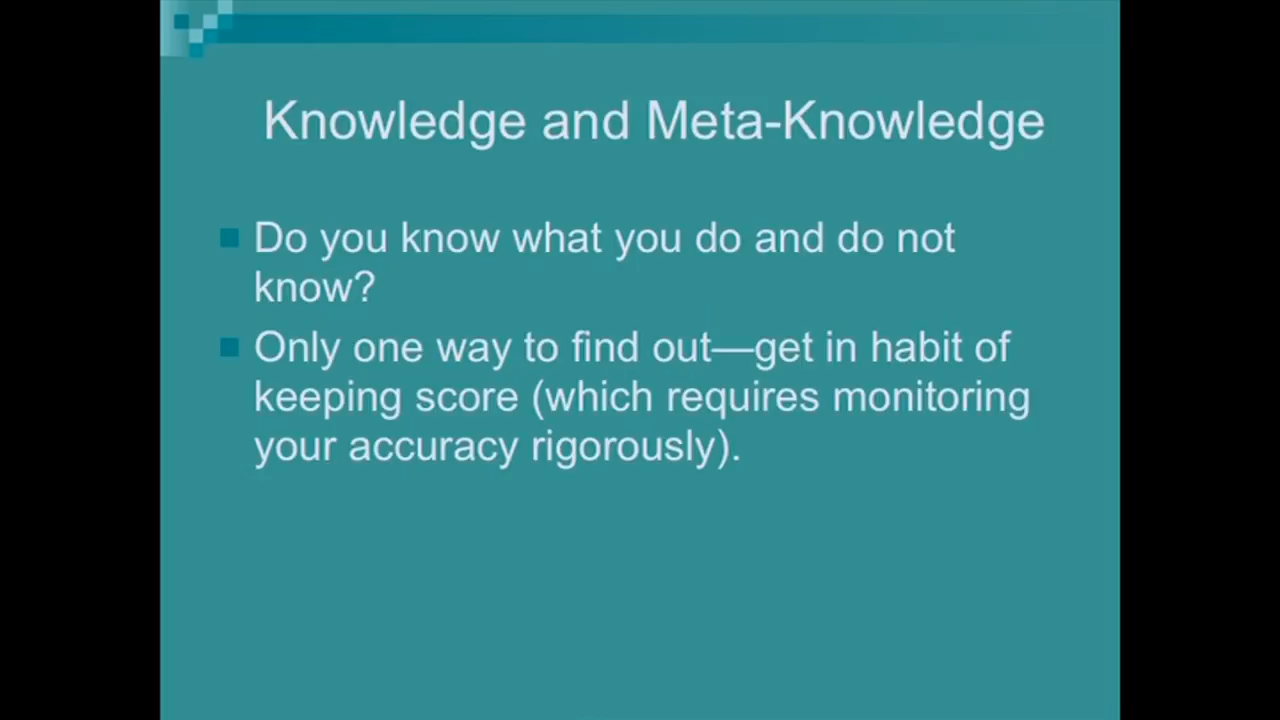 Knowledge and Meta-Knowledge
Do you know what you do and do not
know?
Only one way to find out—get in habit of
keeping score (which requires monitoring
your accuracy rigorously).